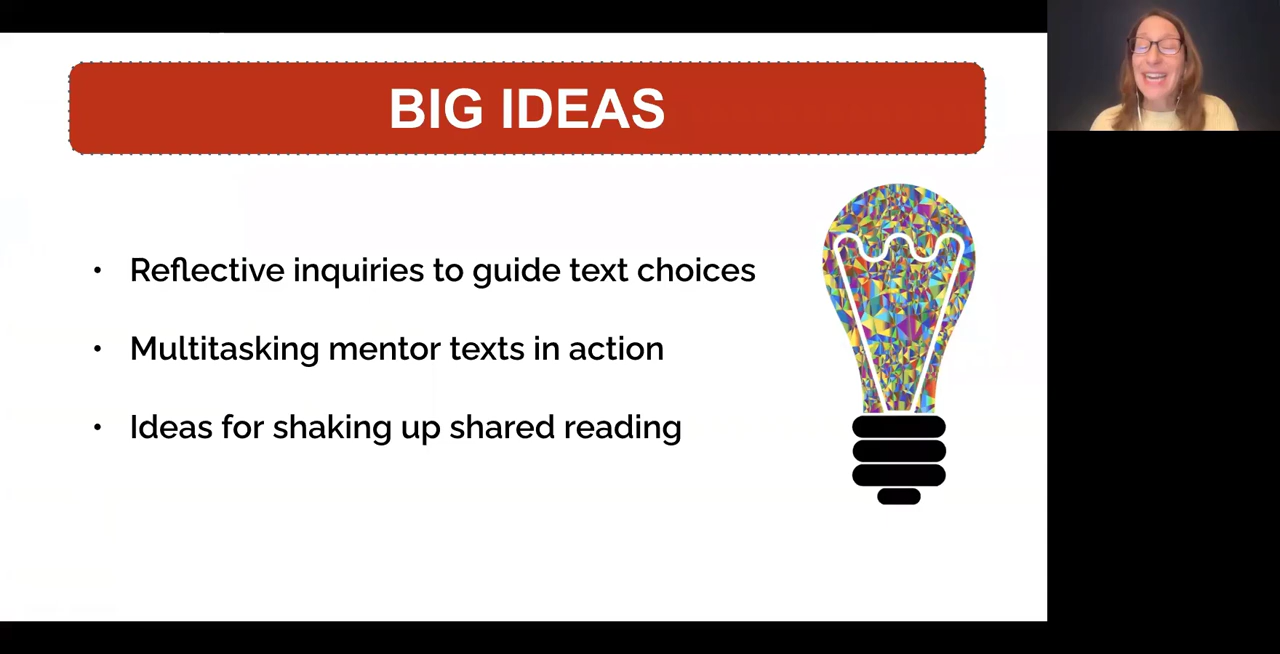 BIG IDEAS
• Reflective inquiries to guide text choices
• Multitasking mentor texts in action
• Ideas for shaking up shared reading